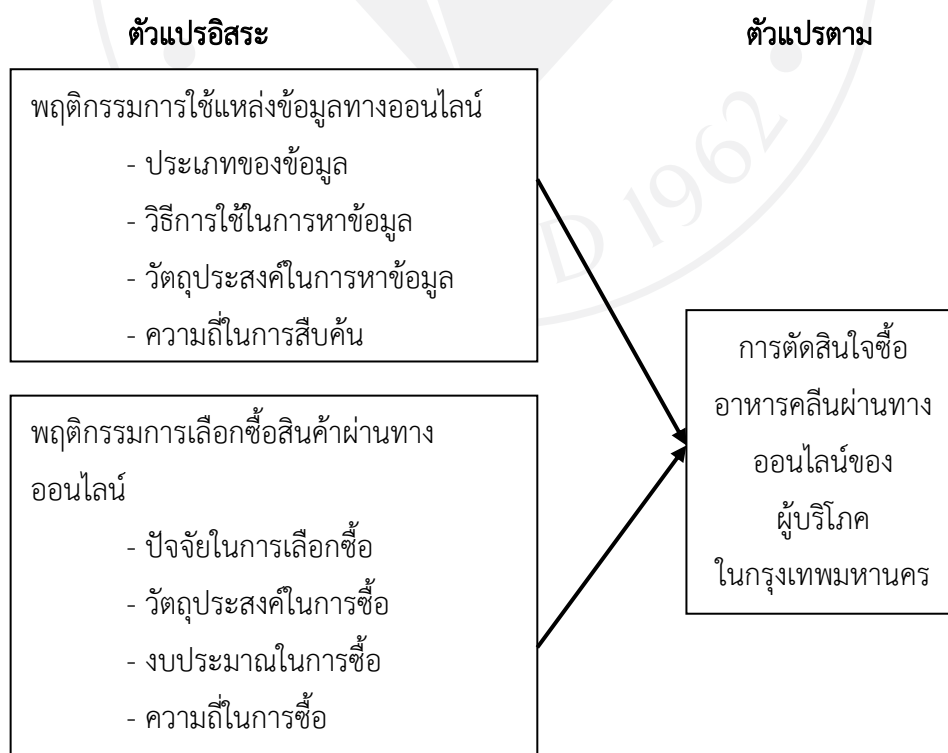 ตัวแปรอิสระ
ตัวแปรตาม
พฤติกรรมการใช้แหล่งข้อมูลทางออนไลน์
- ประเภทของข้อมูล
- วิธีการใช้ในการหาข้อมูล
- วัตถุประสงค์ในการหาข้อมูล
- ความถี่ในการสืบค้น
พฤติกรรมการเลือกซื้อสินค้าผ่านทาง
ออนไลน์
- ปัจจัยในการเลือกซื้อ
- วัตถุประสงค์ในการซื้อ
- งบประมาณในการซื้อ
- ความถี่ในการซื้อ
การตัดสินใจซื้อ
อาหารคลีนผ่านทาง
ออนไลน์ของ
ผู้บริโภค
ในกรุงเทพมหานคร
D 1962